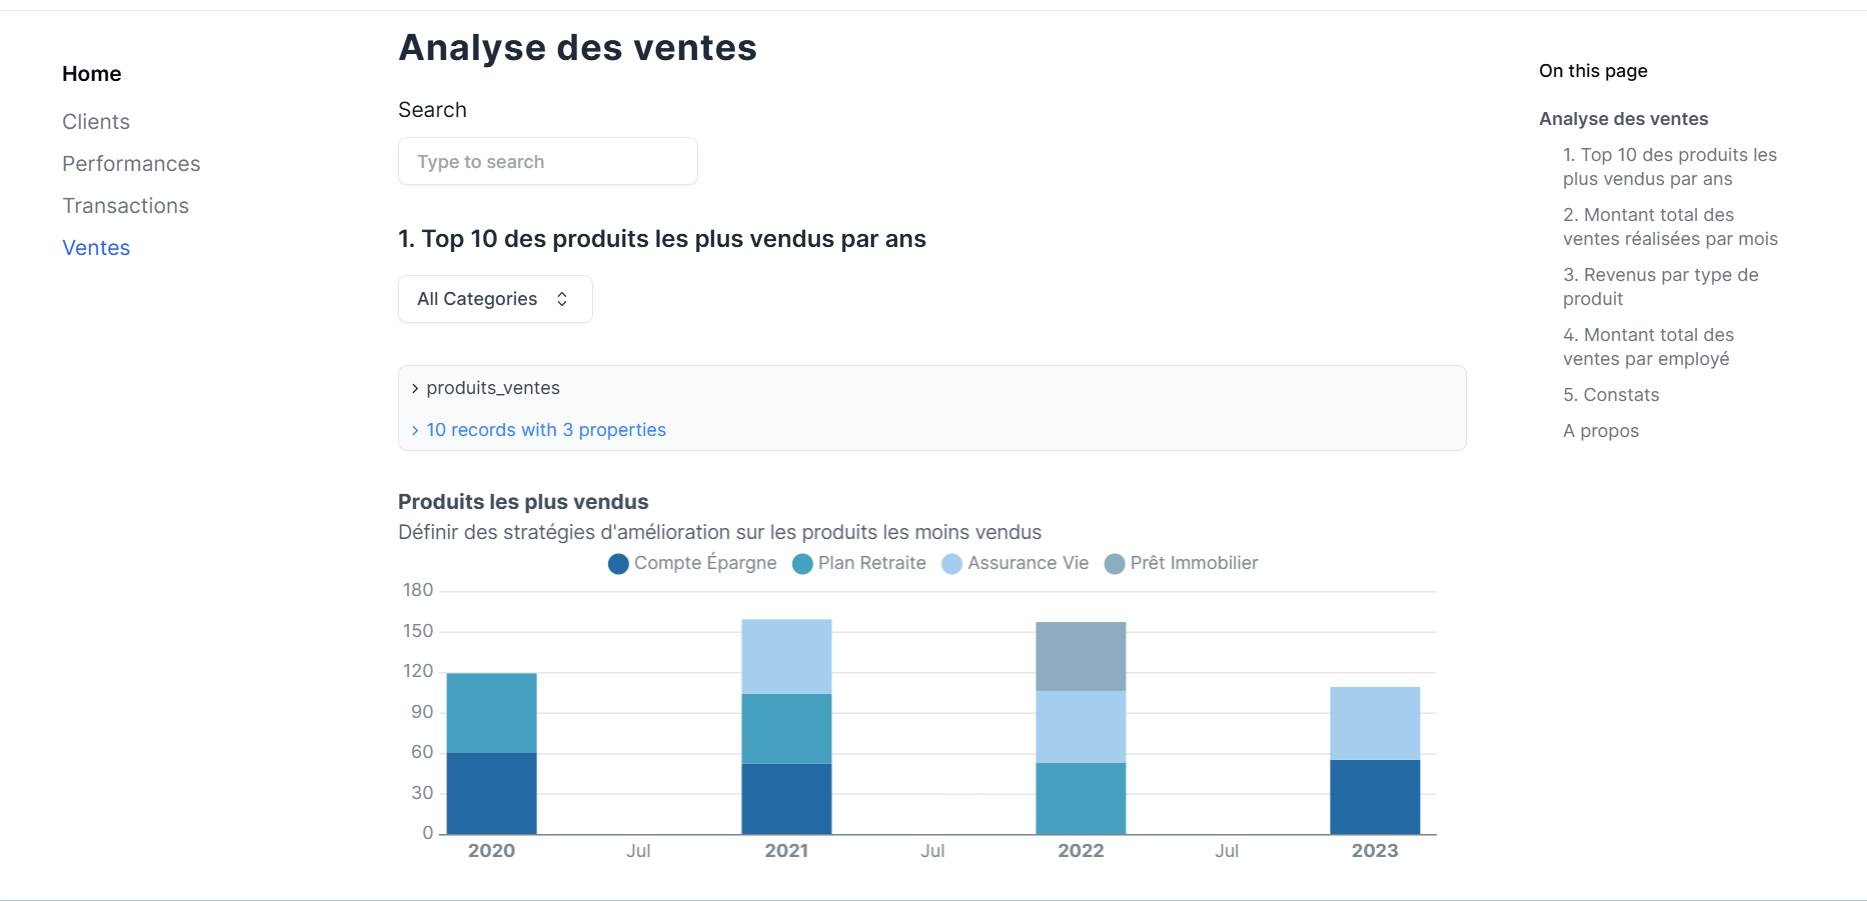 Home
Clients
Performances
Transactions
Ventes
Analyse des ventes
Search
Type to search
1. Top 10 des produits les plus vendus par ans
All Categories
produits_ventes
10 records with 3 properties
Produits les plus vendus
Définir des stratégies d'amélioration sur les produits les moins vendus
Compte Épargne Plan Retraite Assurance Vie Prêt Immobilier
180
150
120
90
60
30
0
2020 Jul 2021 Jul 2022 Jul 2023
On this page
Analyse des ventes
1. Top 10 des produits les
plus vendus par ans
2. Montant total des
ventes réalisées par mois
3. Revenus par type de
produit
4. Montant total des
ventes par employé
5. Constats
A propos